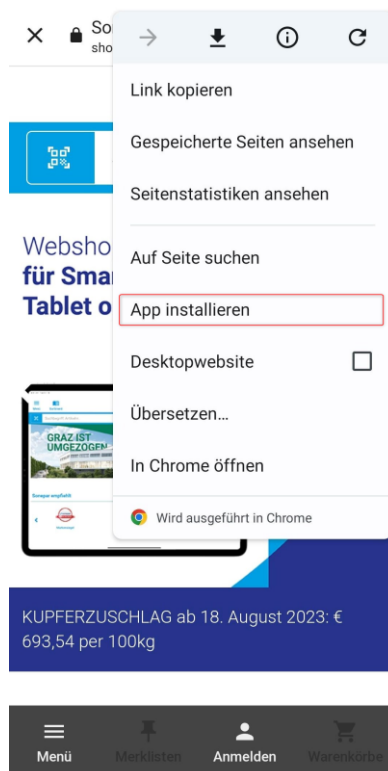 So
sho
Link kopieren
Gespeicherte Seiten ansehen
Seitenstatistiken ansehen
Auf Seite suchen
App installieren
Desktopwebsite
Übersetzen…
In Chrome öffnen
Wird ausgeführt in Chrome
Websho
für Smar
Tablet o
GRAZ IST
UMGEZOGEN
KUPFERZUSCHLAG ab 18. August 2023: €
693,54 per 100kg
Menü
Merklisten
Anmelden
Warenkörbe